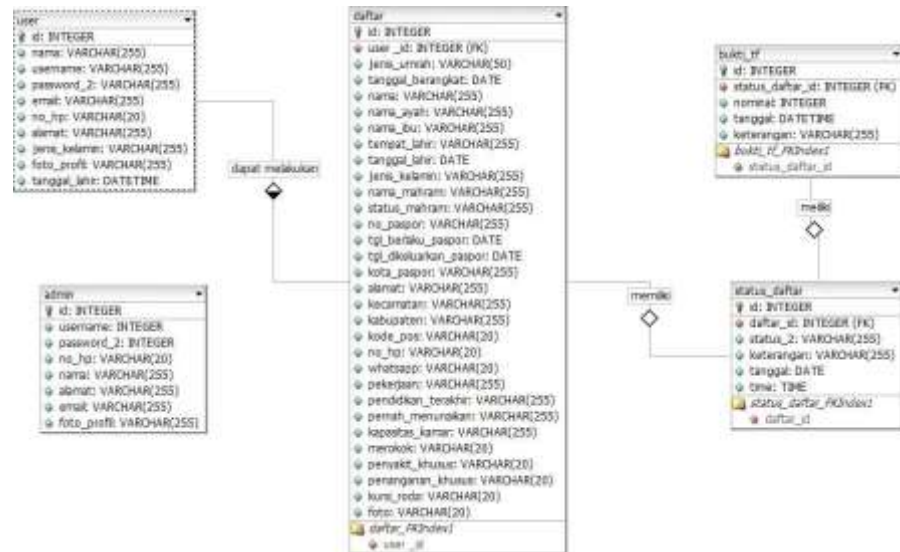 user
id: INTEGER
nama: VARCHAR(255)
username: VARCHAR(255)
password_2: VARCHAR(255)
email: VARCHAR(255)
no_hp: VARCHAR(20)
alamat: VARCHAR(255)
jenis_kelamin: VARCHAR(255)
foto_profil: VARCHAR(255)
tanggal_lahir: DATETIME
dapat melakukan
admin
id: INTEGER
username: INTEGER
password_2: INTEGER
no_hp: VARCHAR(20)
nama: VARCHAR(255)
alamat: VARCHAR(255)
email: VARCHAR(255)
foto_profil: VARCHAR(255)
daftar
id: INTEGER
user _id: INTEGER (FK)
jenis_umrah: VARCHAR(50)
tanggal_berangkat: DATE
nama: VARCHAR(255)
nama_ayah: VARCHAR(255)
nama_ibu: VARCHAR(255)
tempat_lahir: VARCHAR(255)
tanggal_lahir: DATE
jenis_kelamin: VARCHAR(255)
nama_mahram: VARCHAR(255)
status_mahram: VARCHAR(255)
no_paspor: VARCHAR(255)
tgl_berlaku_paspor: DATE
tgl_dikeluarkan_paspor: DATE
kota_paspor: VARCHAR(255)
alamat: VARCHAR(255)
kecamatan: VARCHAR(255)
kabupaten: VARCHAR(255)
kode_pos: VARCHAR(20)
no_hp: VARCHAR(20)
whatsapp: VARCHAR(20)
pekerjaan: VARCHAR(255)
pendidikan_terakhir: VARCHAR(255)
pernah_menunaikan: VARCHAR(255)
kapasitas_kamar: VARCHAR(255)
merokok: VARCHAR(20)
penyakit_khusus: VARCHAR(20)
penanganan_khusus: VARCHAR(20)
kursi_roda: VARCHAR(20)
foto: VARCHAR(20)
daftar_FKIndex1
user _id
memiliki
bukti_tf
id: INTEGER
status_daftar_id: INTEGER (FK)
nominal: INTEGER
tanggal: DATETIME
keterangan: VARCHAR(255)
bukti_tf_FKIndex1
status_daftar_id
status_daftar
id: INTEGER
daftar_id: INTEGER (FK)
status_2: VARCHAR(255)
keterangan: VARCHAR(255)
tanggal: DATE
time: TIME
status_daftar_FKIndex1
daftar_id